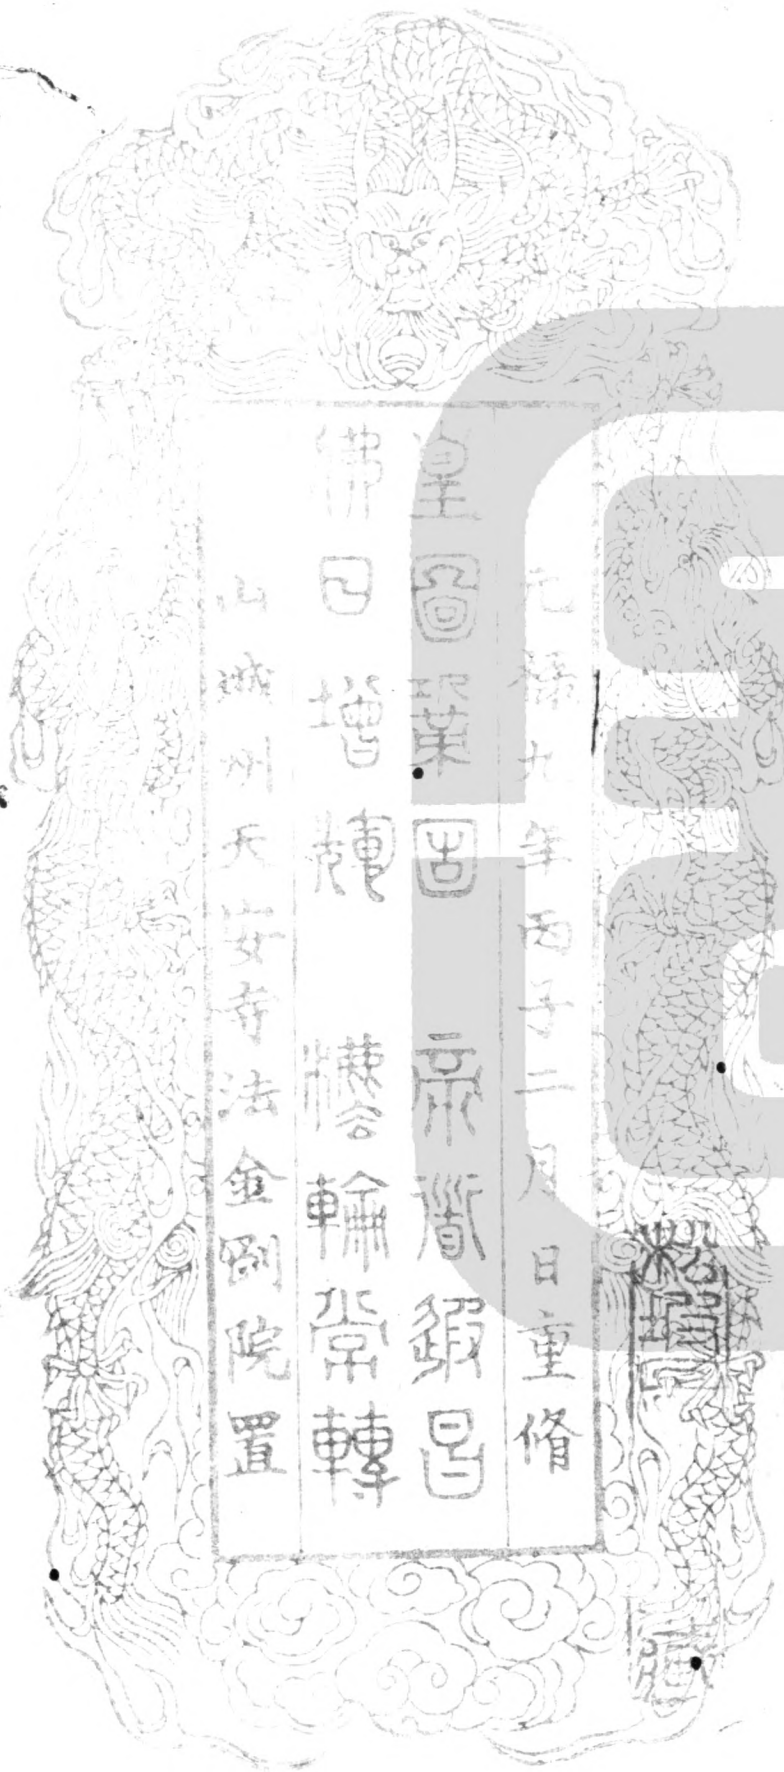 元祿九年丙子二月 日重脩
皇圖鞏固 帝道遐昌
佛日增輝 法輪常轉
山城州天安寺法金剛院置
藏